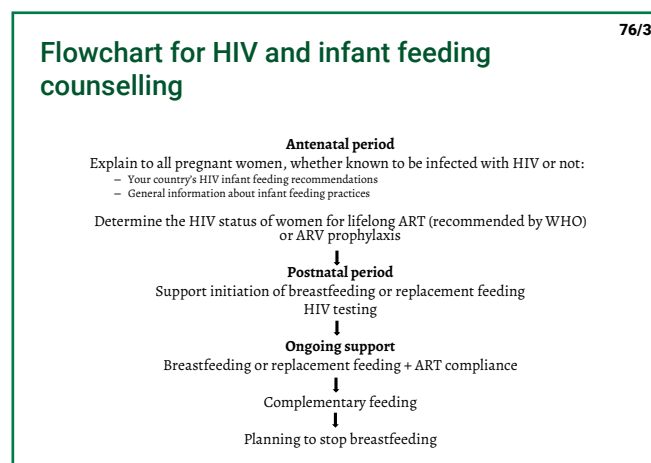 76/3
Flowchart for HIV and infant feeding
counselling
Antenatal period
Explain to all pregnant women, whether known to be infected with HIV or not:
– Your country's HIV infant feeding recommendations
– General information about infant feeding practices
Determine the HIV status of women for lifelong ART (recommended by WHO)
or ARV prophylaxis
Postnatal period
Support initiation of breastfeeding or replacement feeding
HIV testing
Ongoing support
Breastfeeding or replacement feeding + ART compliance
Complementary feeding
Planning to stop breastfeeding